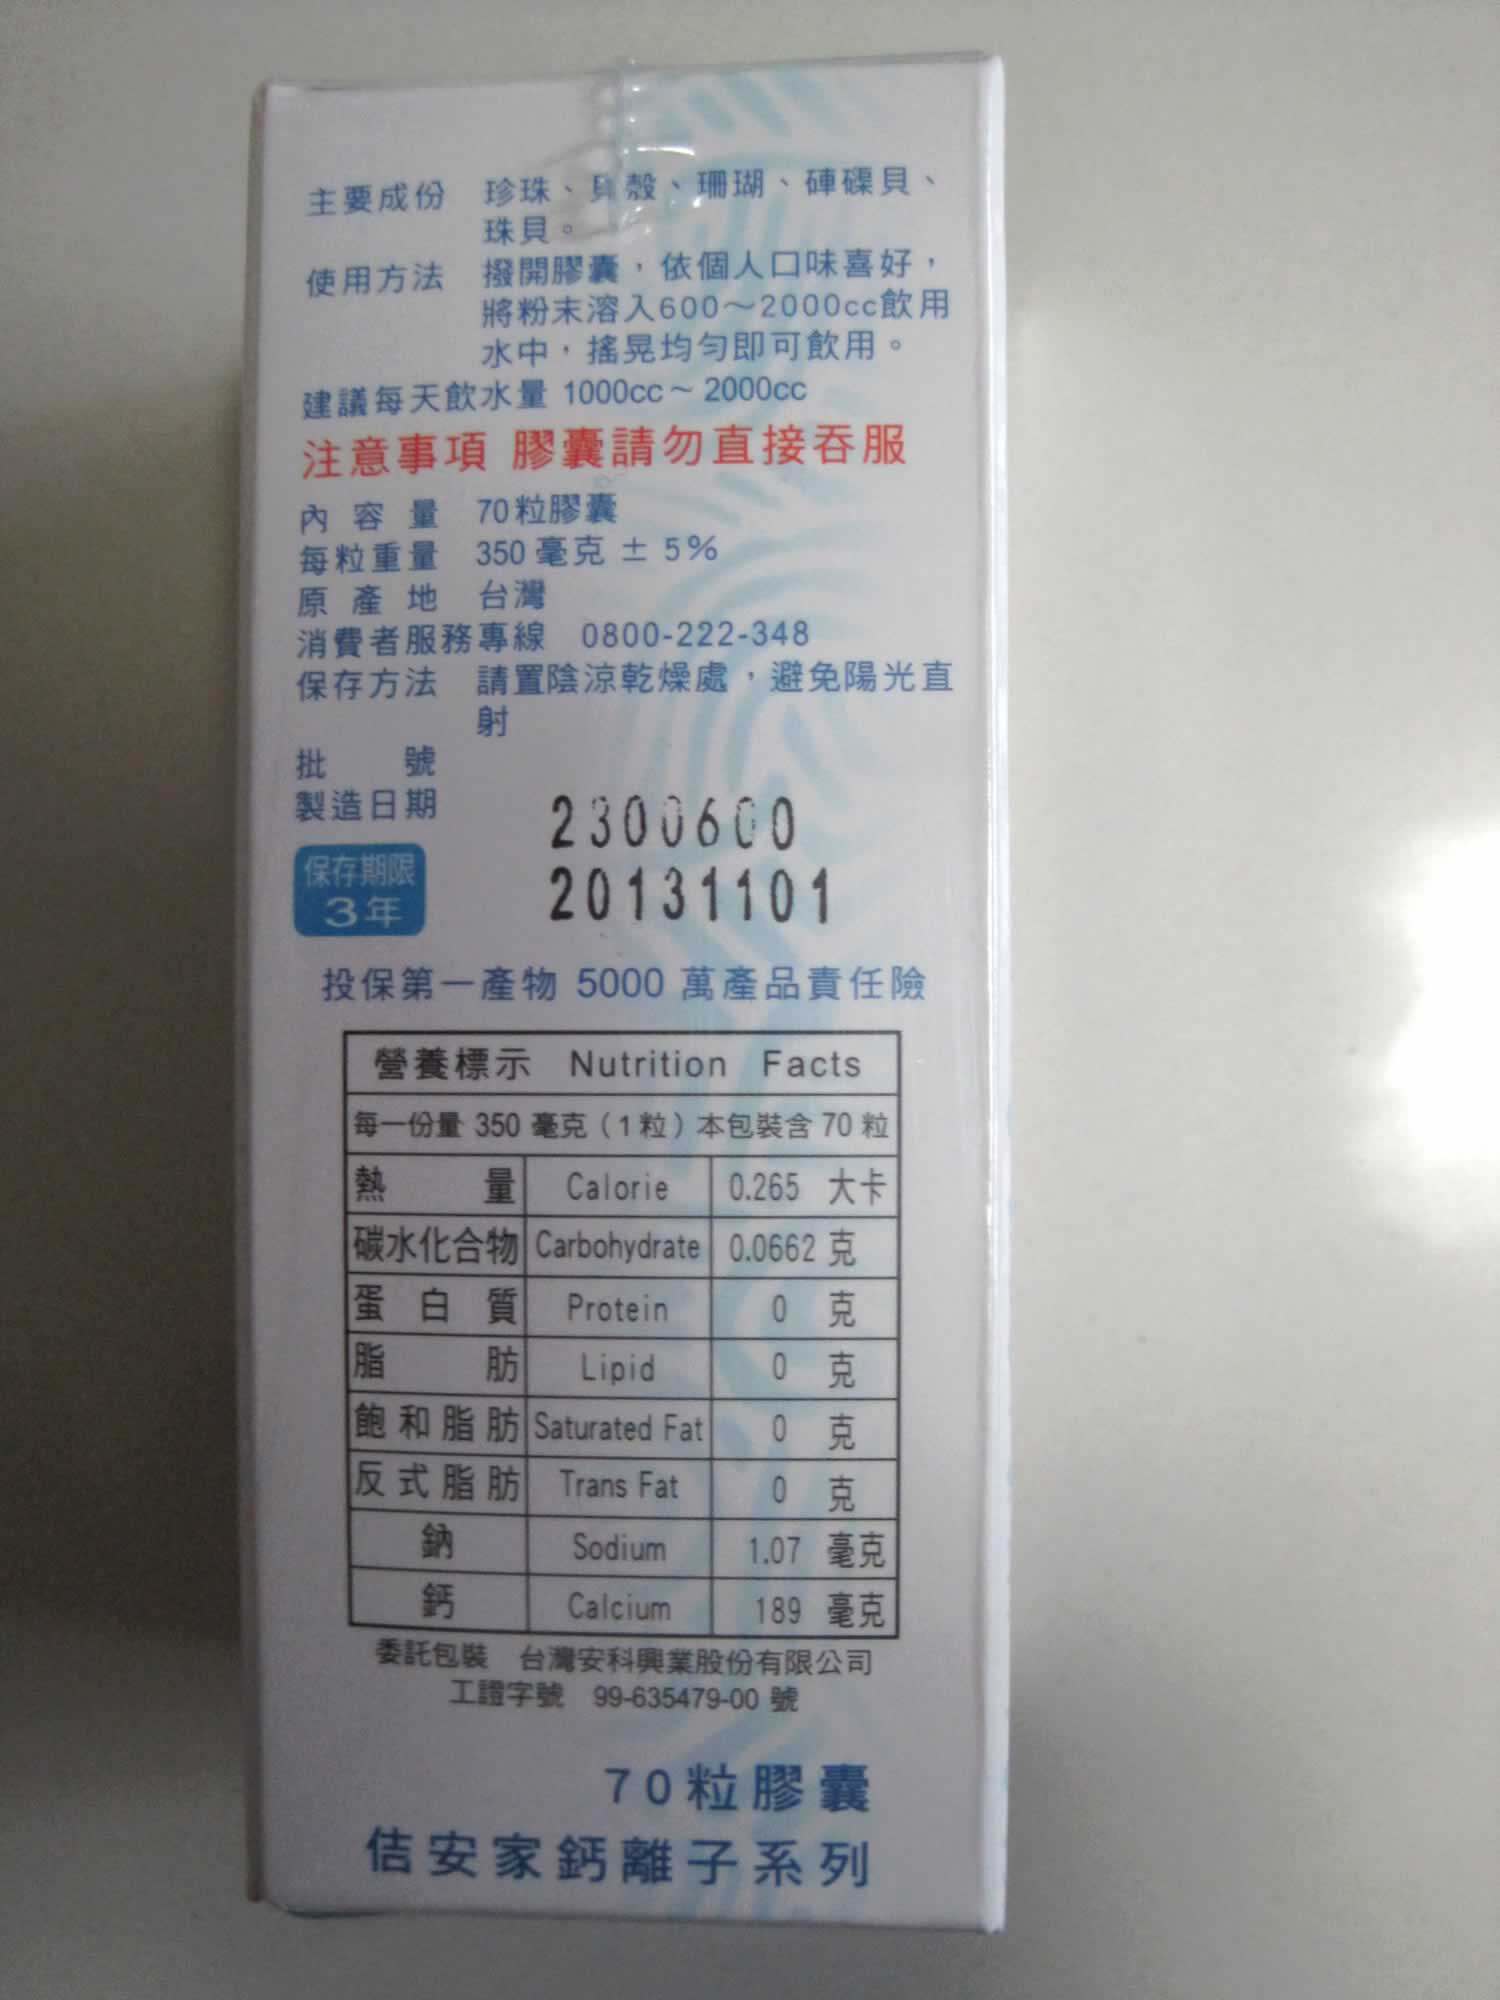 主要成份 珍珠、貝殼、珊瑚、硨磲貝、
珠貝。
使用方法 撥開膠囊，依個人口味喜好，
將粉末溶入600～2000cc飲用
水中，搖晃均勻即可飲用。
建議每天飲水量 1000cc～2000cc
注意事項 膠囊請勿直接吞服
內容量 70粒膠囊
每粒重量 350 毫克 ± 5%
原產地 台灣
消費者服務專線 0800-222-348
保存方法 請置陰涼乾燥處，避免陽光直
射
批號
製造日期
2300600
保存期限
3年
20131101
投保第一產物 5000 萬產品責任險
營養標示 Nutrition Facts
每一份量 350 毫克（1粒）本包裝含 70 粒
熱量 Calorie 0.265 大卡
碳水化合物 Carbohydrate 0.0662 克
蛋白質 Protein 0 克
脂肪 Lipid 0 克
飽和脂肪 Saturated Fat 0 克
反式脂肪 Trans Fat 0 克
鈉 Sodium 1.07 毫克
鈣 Calcium 189 毫克
委託包裝 台灣安科興業股份有限公司
工證字號 99-635479-00 號
70粒膠囊
佶安家鈣離子系列